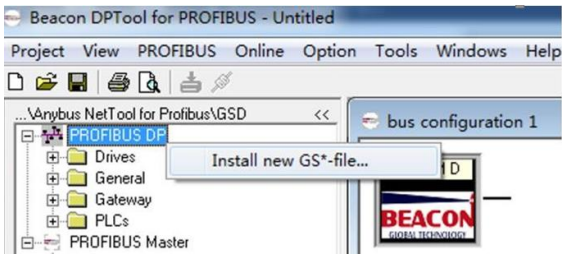 Beacon DPTool for PROFIBUS - Untitled
Project View PROFIBUS Online Option Tools Windows Help
...\Anybus NetTool for Profibus\GSD <<
PROFIBUS DP
Install new GS*-file...
Drives
General
Gateway
PLCs
PROFIBUS Master
bus configuration 1
1 D
BEACON
GLOBAL TECHNOLOGY